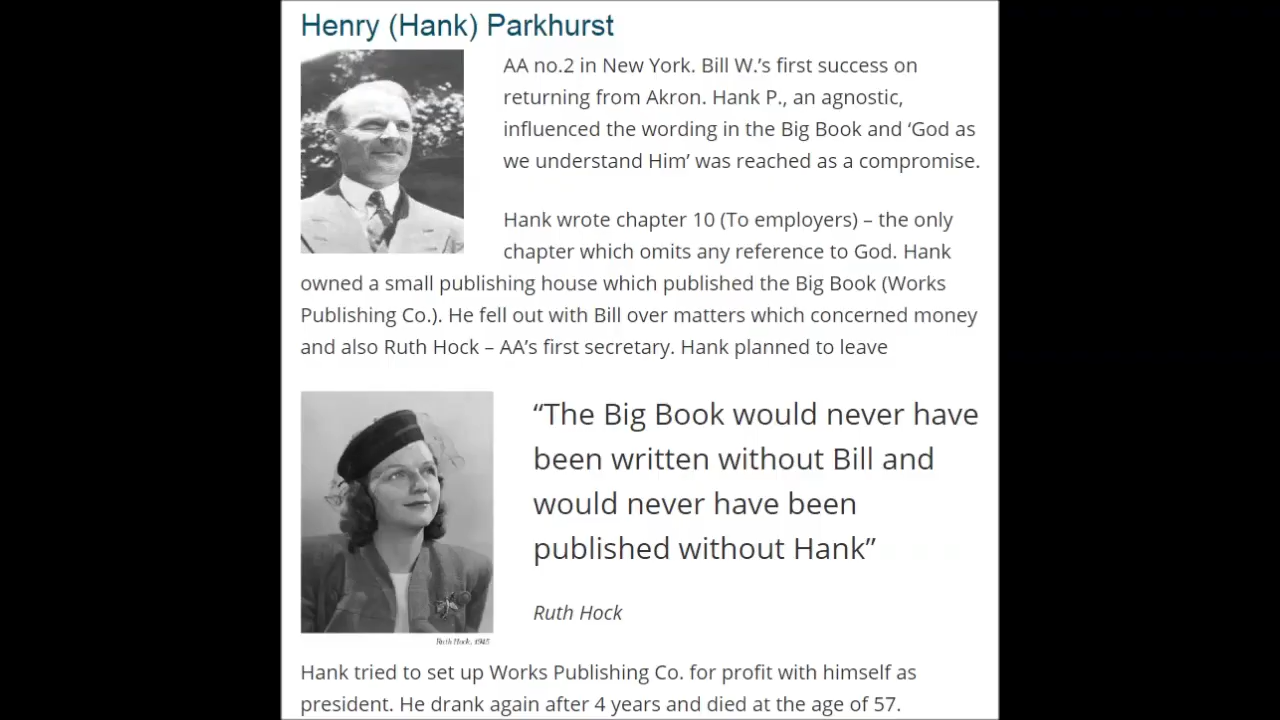 Henry (Hank) Parkhurst
AA no.2 in New York. Bill W.’s first success on
returning from Akron. Hank P., an agnostic,
influenced the wording in the Big Book and ‘God as
we understand Him’ was reached as a compromise.
Hank wrote chapter 10 (To employers) – the only
chapter which omits any reference to God. Hank
owned a small publishing house which published the Big Book (Works
Publishing Co.). He fell out with Bill over matters which concerned money
and also Ruth Hock – AA’s first secretary. Hank planned to leave
“The Big Book would never have
been written without Bill and
would never have been
published without Hank”
Ruth Hock
Ruth Hock, 1945
Hank tried to set up Works Publishing Co. for profit with himself as
president. He drank again after 4 years and died at the age of 57.